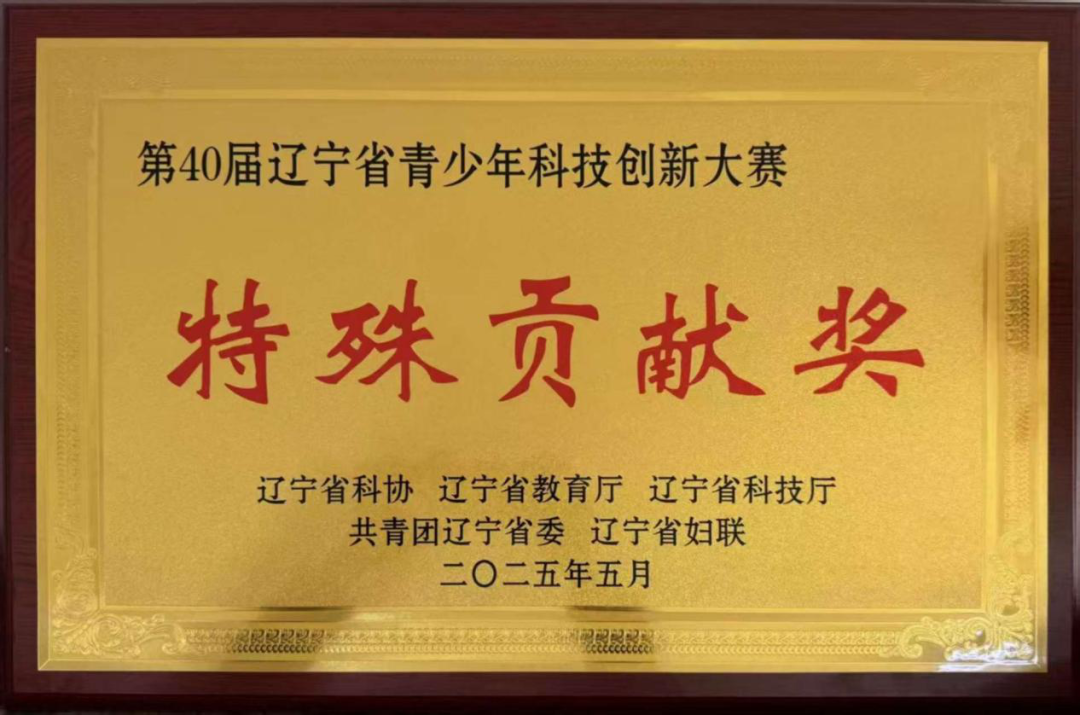 第40届辽宁省青少年科技创新大赛
特殊贡献奖
辽宁省科协 辽宁省教育厅 辽宁省科技厅
共青团辽宁省委 辽宁省妇联
二〇二五年五月